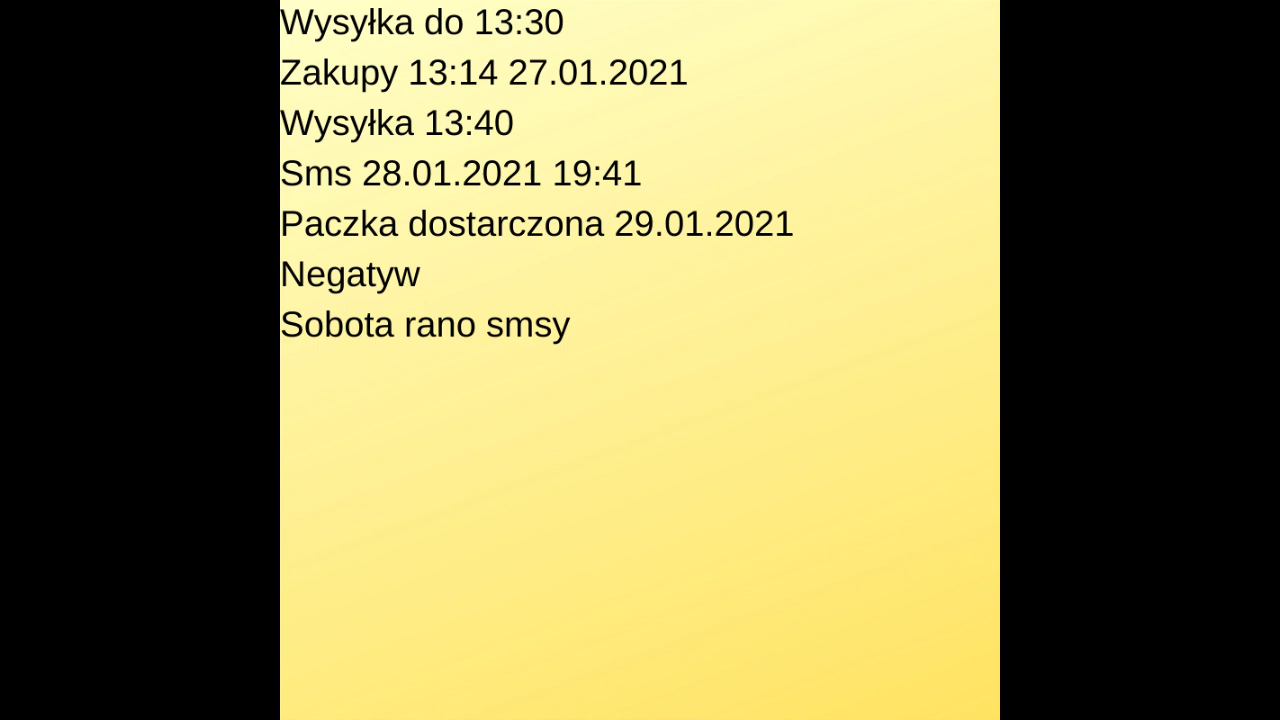 Wysyłka do 13:30
Zakupy 13:14 27.01.2021
Wysyłka 13:40
Sms 28.01.2021 19:41
Paczka dostarczona 29.01.2021
Negatyw
Sobota rano smsy